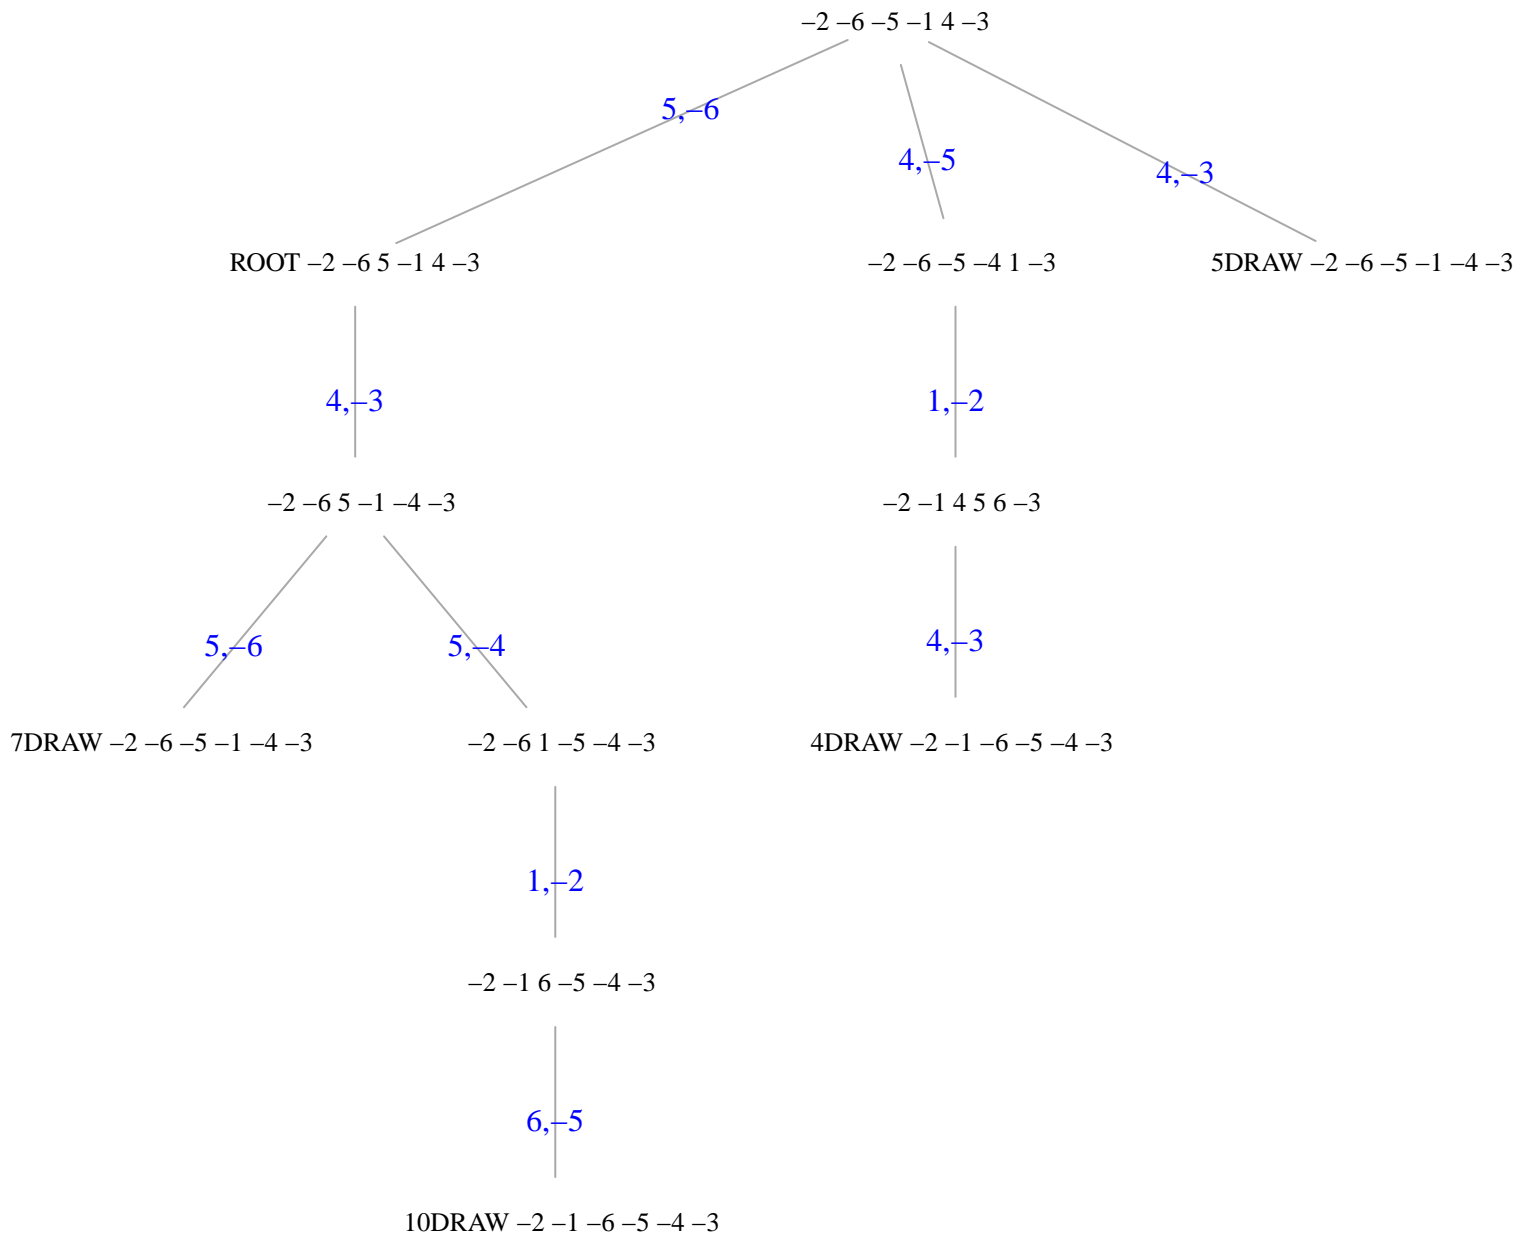 –2 –6 –5 –1 4 –3
5,–6
4,–5
4,–3
ROOT –2 –6 5 –1 4 –3
–2 –6 –5 –4 1 –3
5DRAW –2 –6 –5 –1 –4 –3
4,–3
1,–2
–2 –6 5 –1 –4 –3
–2 –1 4 5 6 –3
5,–6
5,–4
4,–3
7DRAW –2 –6 –5 –1 –4 –3
–2 –6 1 –5 –4 –3
4DRAW –2 –1 –6 –5 –4 –3
1,–2
–2 –1 6 –5 –4 –3
6,–5
10DRAW –2 –1 –6 –5 –4 –3